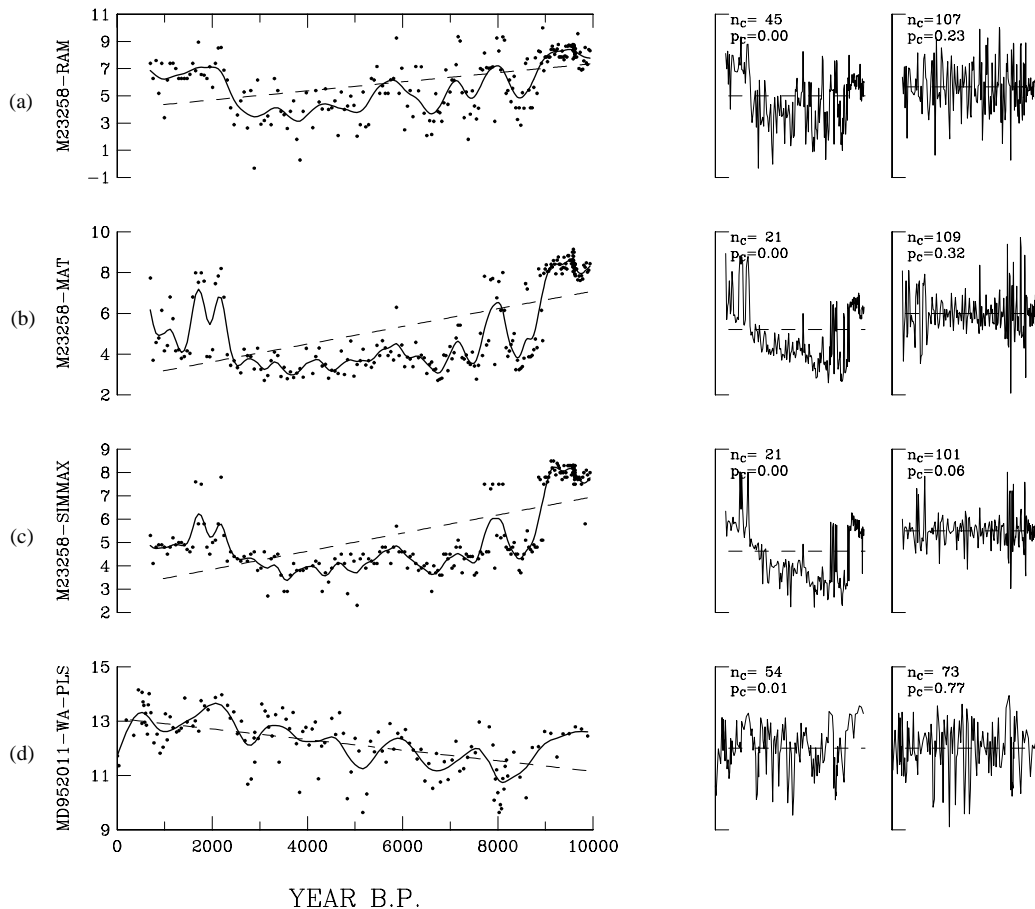 (a)
M23258-RAM
11
9
7
5
3
1
−1
n_c= 45
p_c=0.00
n_c=107
p_c=0.23
(b)
M23258-MAT
10
8
6
4
2
n_c= 21
p_c=0.00
n_c=109
p_c=0.32
(c)
M23258-SIMMAX
9
8
7
6
5
4
3
2
n_c= 21
p_c=0.00
n_c=101
p_c=0.06
(d)
MD952011-WA-PLS
15
13
11
9
n_c= 54
p_c=0.01
n_c= 73
p_c=0.77
0 2000 4000 6000 8000 10000
YEAR B.P.